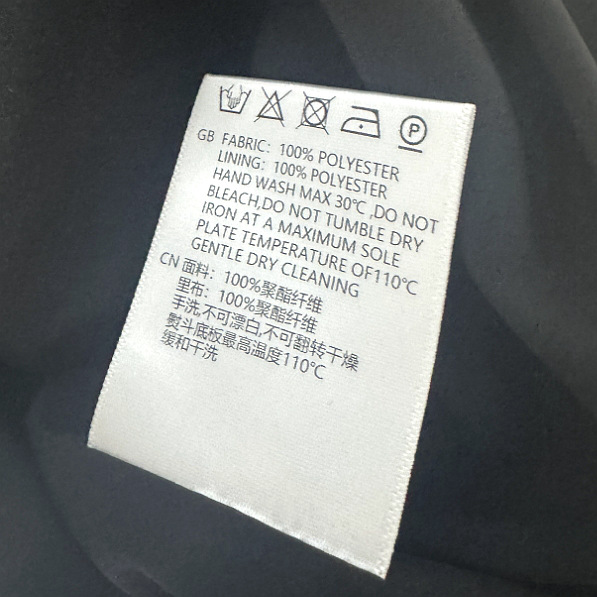 P
GB FABRIC: 100% POLYESTER
LINING: 100% POLYESTER
HAND WASH MAX 30℃ ,DO NOT
BLEACH,DO NOT TUMBLE DRY
IRON AT A MAXIMUM SOLE
PLATE TEMPERATURE OF110℃
GENTLE DRY CLEANING
CN 面料: 100%聚酯纤维
里布: 100%聚酯纤维
手洗,不可漂白,不可翻转干燥
熨斗底板最高温度110℃
缓和干洗